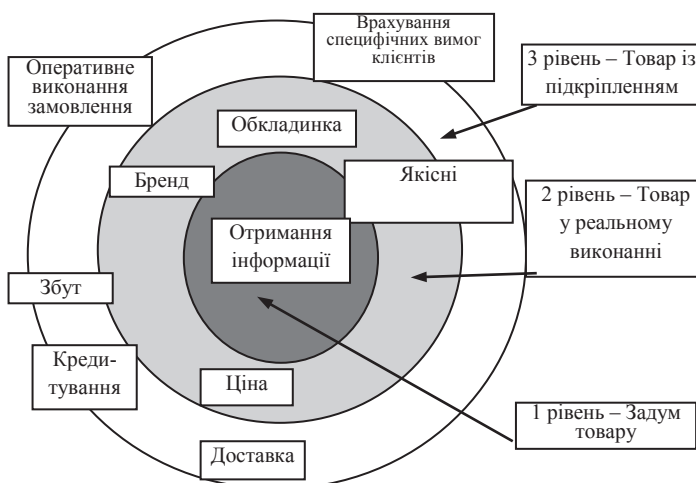 Врахування
специфічних вимог
клієнтів
Оперативне
виконання
замовлення
3 рівень – Товар із
підкріпленням
Обкладинка
Бренд
Якісні
2 рівень – Товар
у реальному
виконанні
Отримання
інформації
Збут
Креди-
тування
Ціна
1 рівень – Задум
товару
Доставка